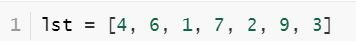 1 lst = [4, 6, 1, 7, 2, 9, 3]